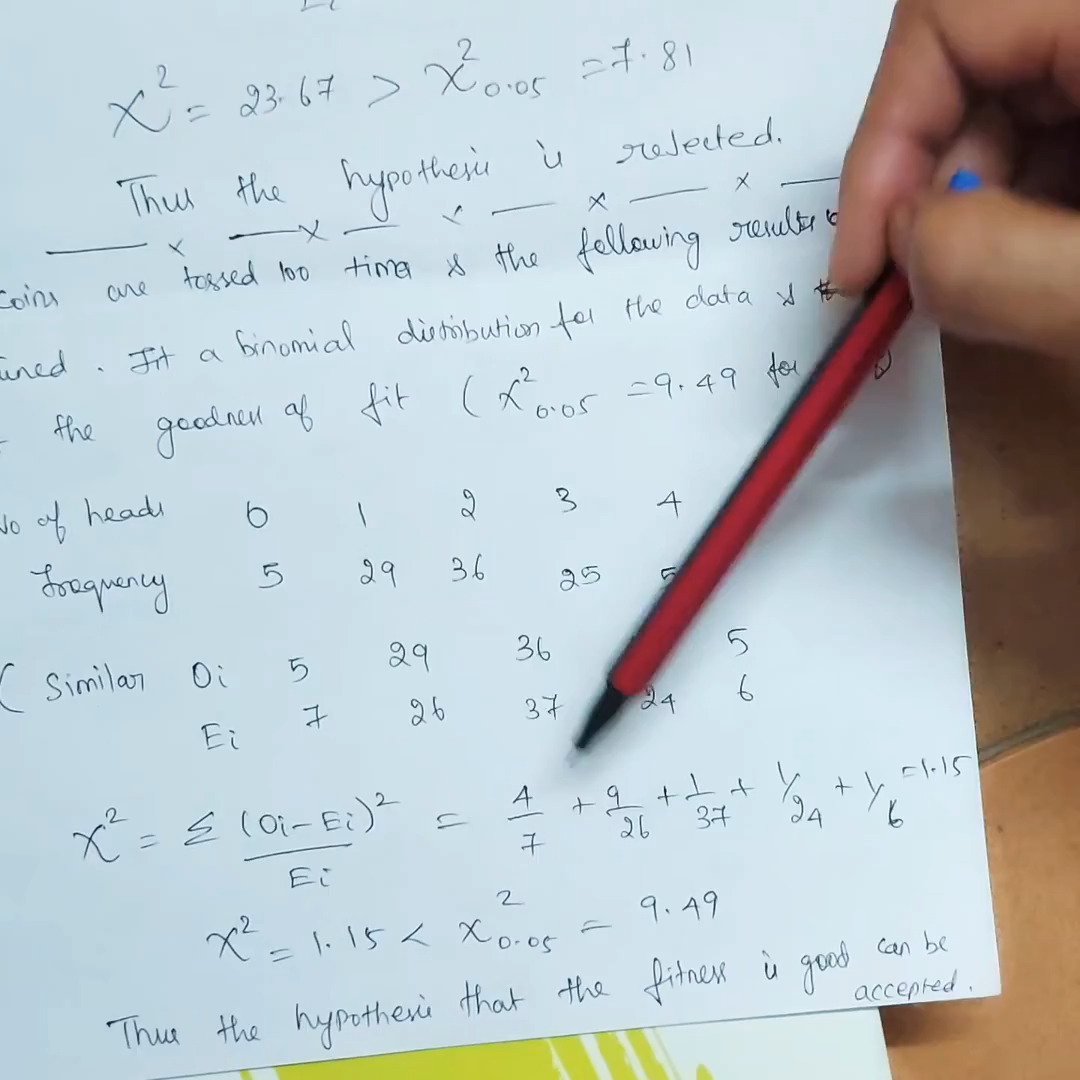 χ² = 23.67 > χ²0.05 = 7.81
Thus the hypothesis is rejected.
Coins are tossed 100 times & the following results
ined. Fit a binomial distribution for the data &
the goodness of fit ( χ²0.05 = 9.49 for
No of heads 0 1 2 3 4
Frequency 5 29 36 25 5
( Similar Oi 5 29 36 5
Ei 7 26 37 24 6
χ² = Σ (Oi - Ei)² / Ei = 4/7 + 9/26 + 1/37 + 1/24 + 1/6 = 1.15
χ² = 1.15 < χ²0.05 = 9.49
Thus the hypothesis that the fitness is good can be accepted.